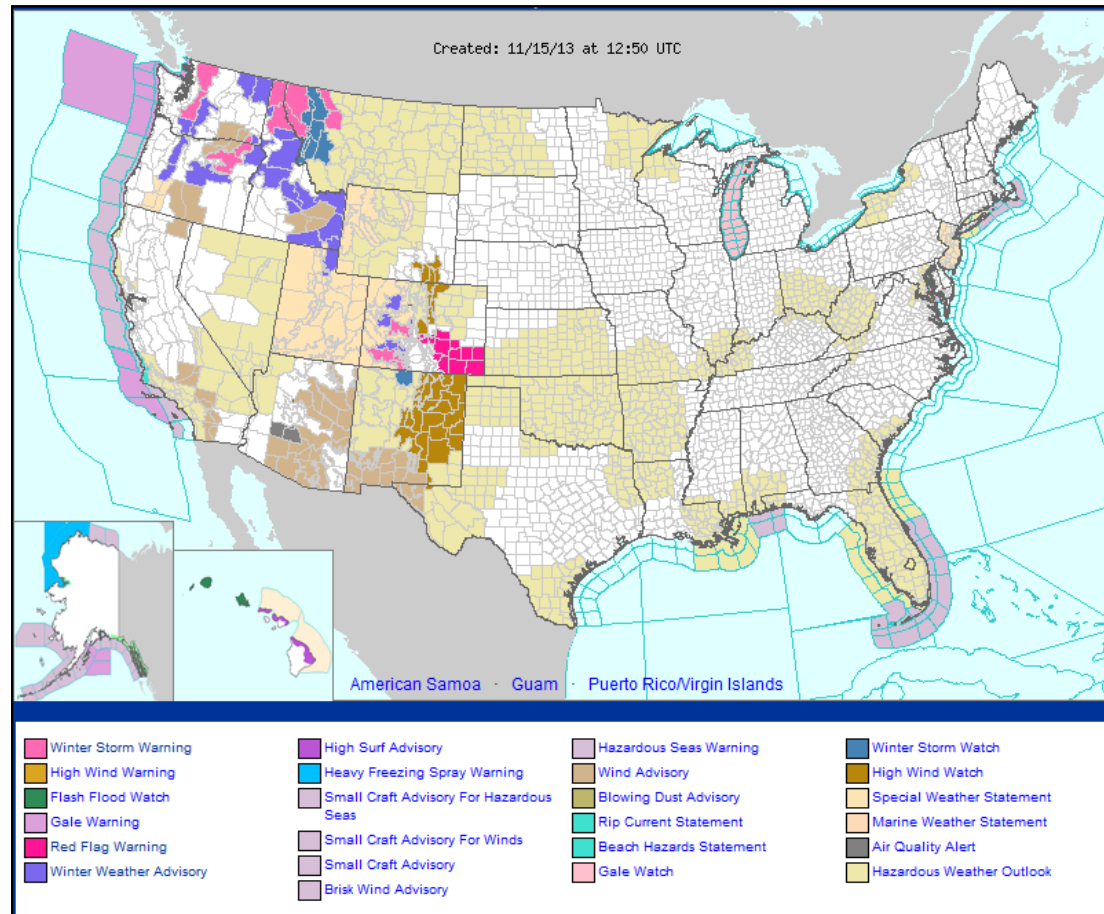 Created: 11/15/13 at 12:50 UTC
American Samoa - Guam - Puerto Rico/Virgin Islands
Winter Storm Warning
High Wind Warning
Flash Flood Watch
Gale Warning
Red Flag Warning
Winter Weather Advisory
High Surf Advisory
Heavy Freezing Spray Warning
Small Craft Advisory For Hazardous
Seas
Small Craft Advisory For Winds
Small Craft Advisory
Brisk Wind Advisory
Hazardous Seas Warning
Wind Advisory
Blowing Dust Advisory
Rip Current Statement
Beach Hazards Statement
Gale Watch
Winter Storm Watch
High Wind Watch
Special Weather Statement
Marine Weather Statement
Air Quality Alert
Hazardous Weather Outlook